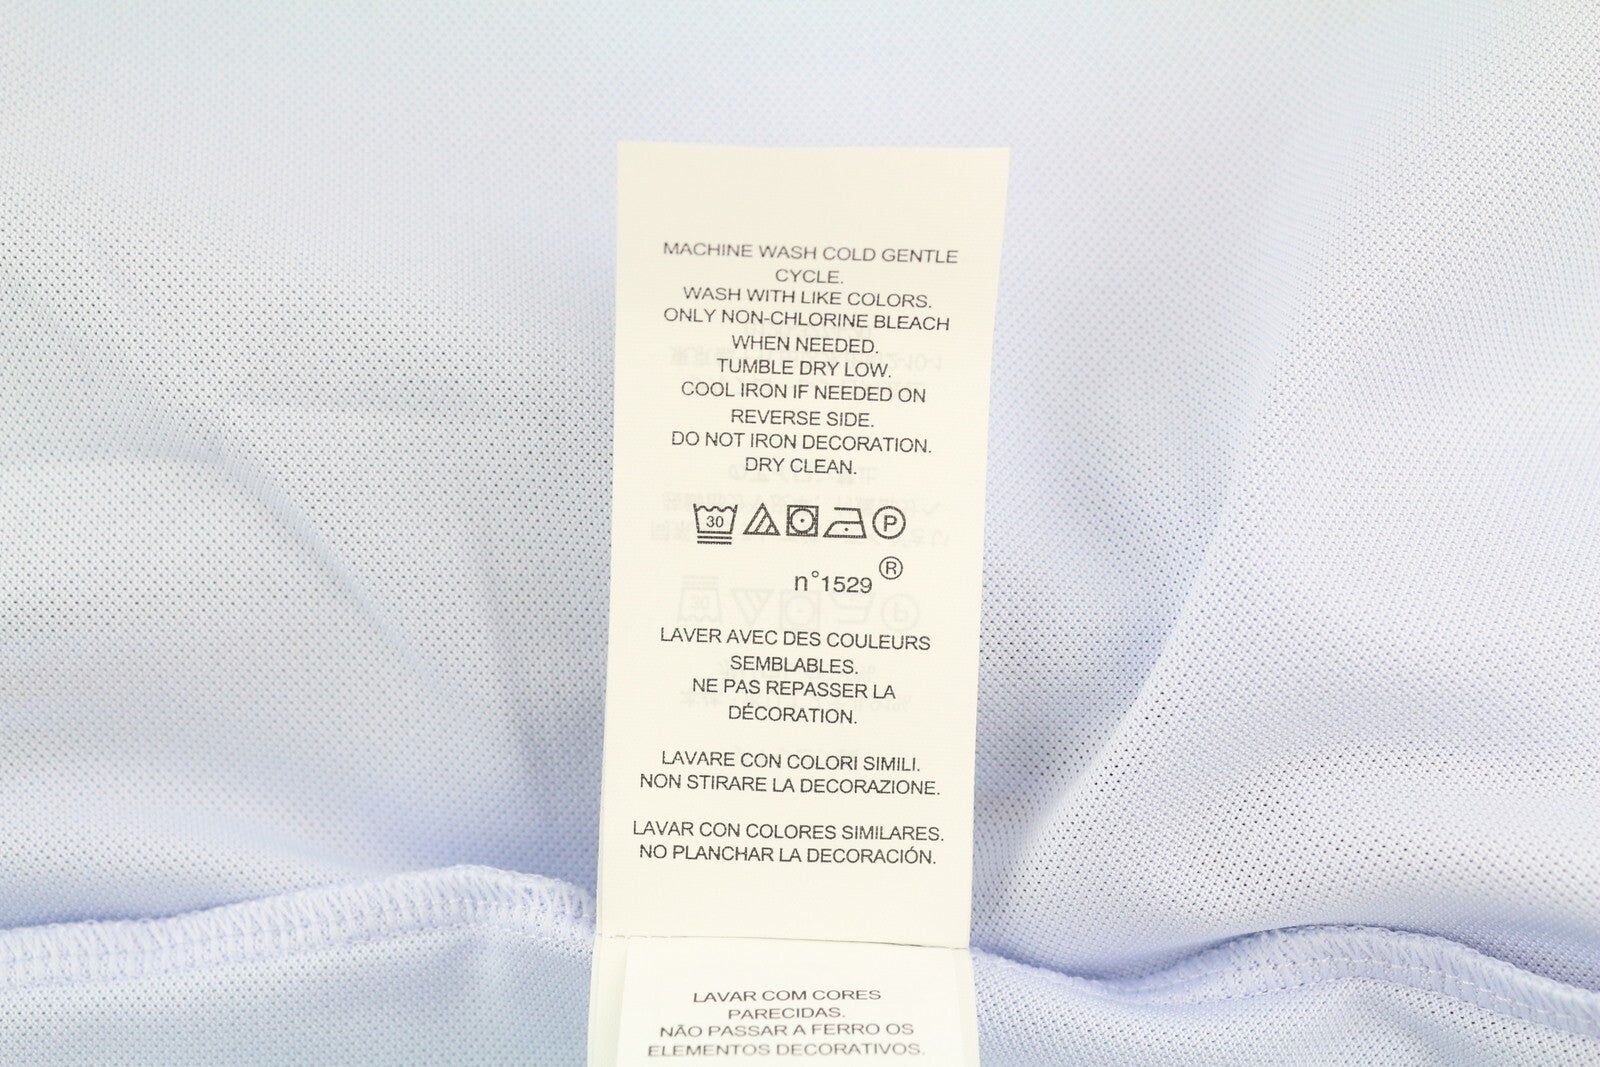 MACHINE WASH COLD GENTLE
CYCLE.
WASH WITH LIKE COLORS.
ONLY NON-CHLORINE BLEACH
WHEN NEEDED.
TUMBLE DRY LOW.
COOL IRON IF NEEDED ON
REVERSE SIDE.
DO NOT IRON DECORATION.
DRY CLEAN.
30 P
n°1529 ®
LAVER AVEC DES COULEURS
SEMBLABLES.
NE PAS REPASSER LA
DÉCORATION.
LAVARE CON COLORI SIMILI.
NON STIRARE LA DECORAZIONE.
LAVAR CON COLORES SIMILARES.
NO PLANCHAR LA DECORACIÓN.
LAVAR COM CORES
PARECIDAS.
NÃO PASSAR A FERRO OS
ELEMENTOS DECORATIVOS.